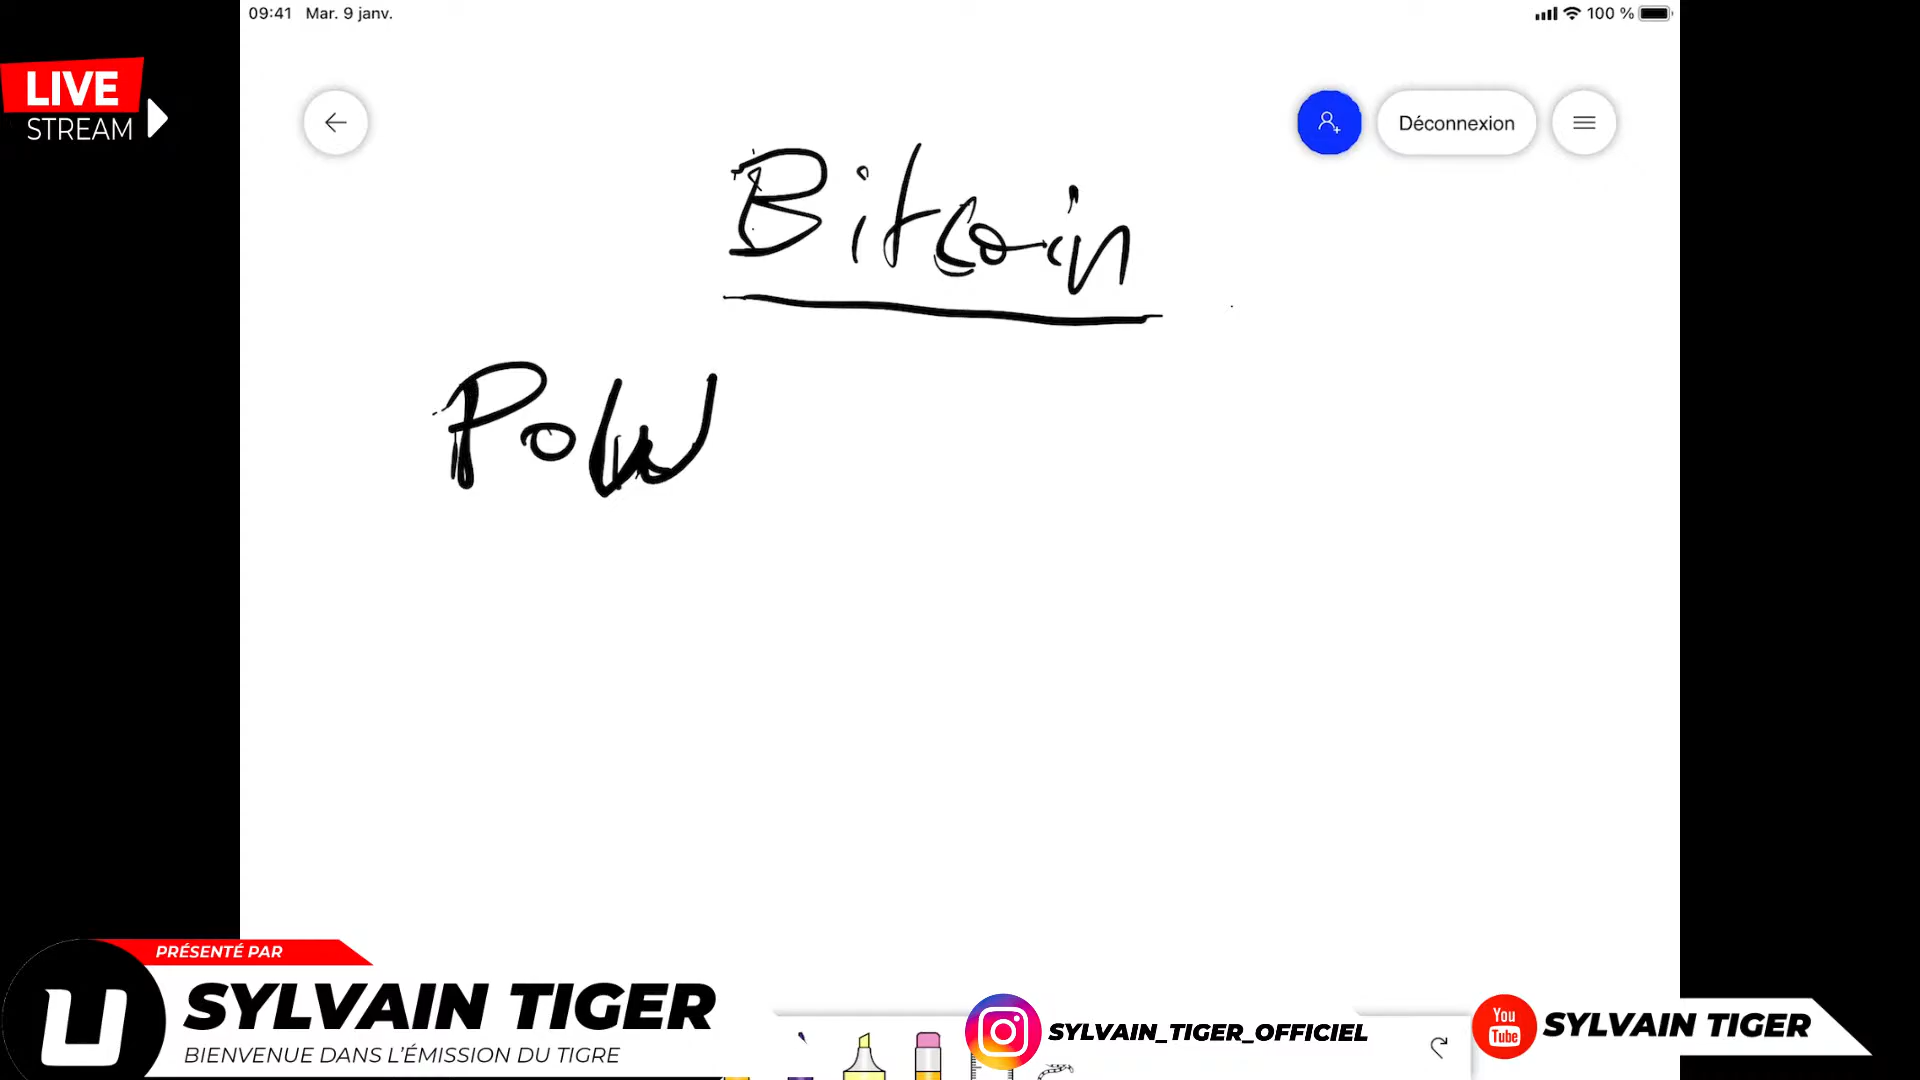 09:41 Mar. 9 janv.
100 %
LIVE
STREAM
Déconnexion
Bitcoin
PoW
PRÉSENTÉ PAR
SYLVAIN TIGER
BIENVENUE DANS L'ÉMISSION DU TIGRE
SYLVAIN_TIGER_OFFICIEL
You
Tube
SYLVAIN TIGER